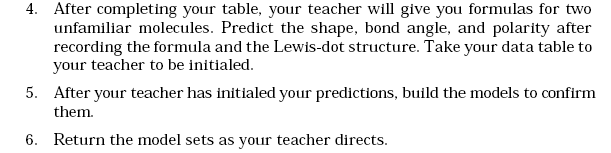 4. After completing your table, your teacher will give you formulas for two
unfamiliar molecules. Predict the shape, bond angle, and polarity after
recording the formula and the Lewis-dot structure. Take your data table to
your teacher to be initialed.
5. After your teacher has initialed your predictions, build the models to confirm
them.
6. Return the model sets as your teacher directs.